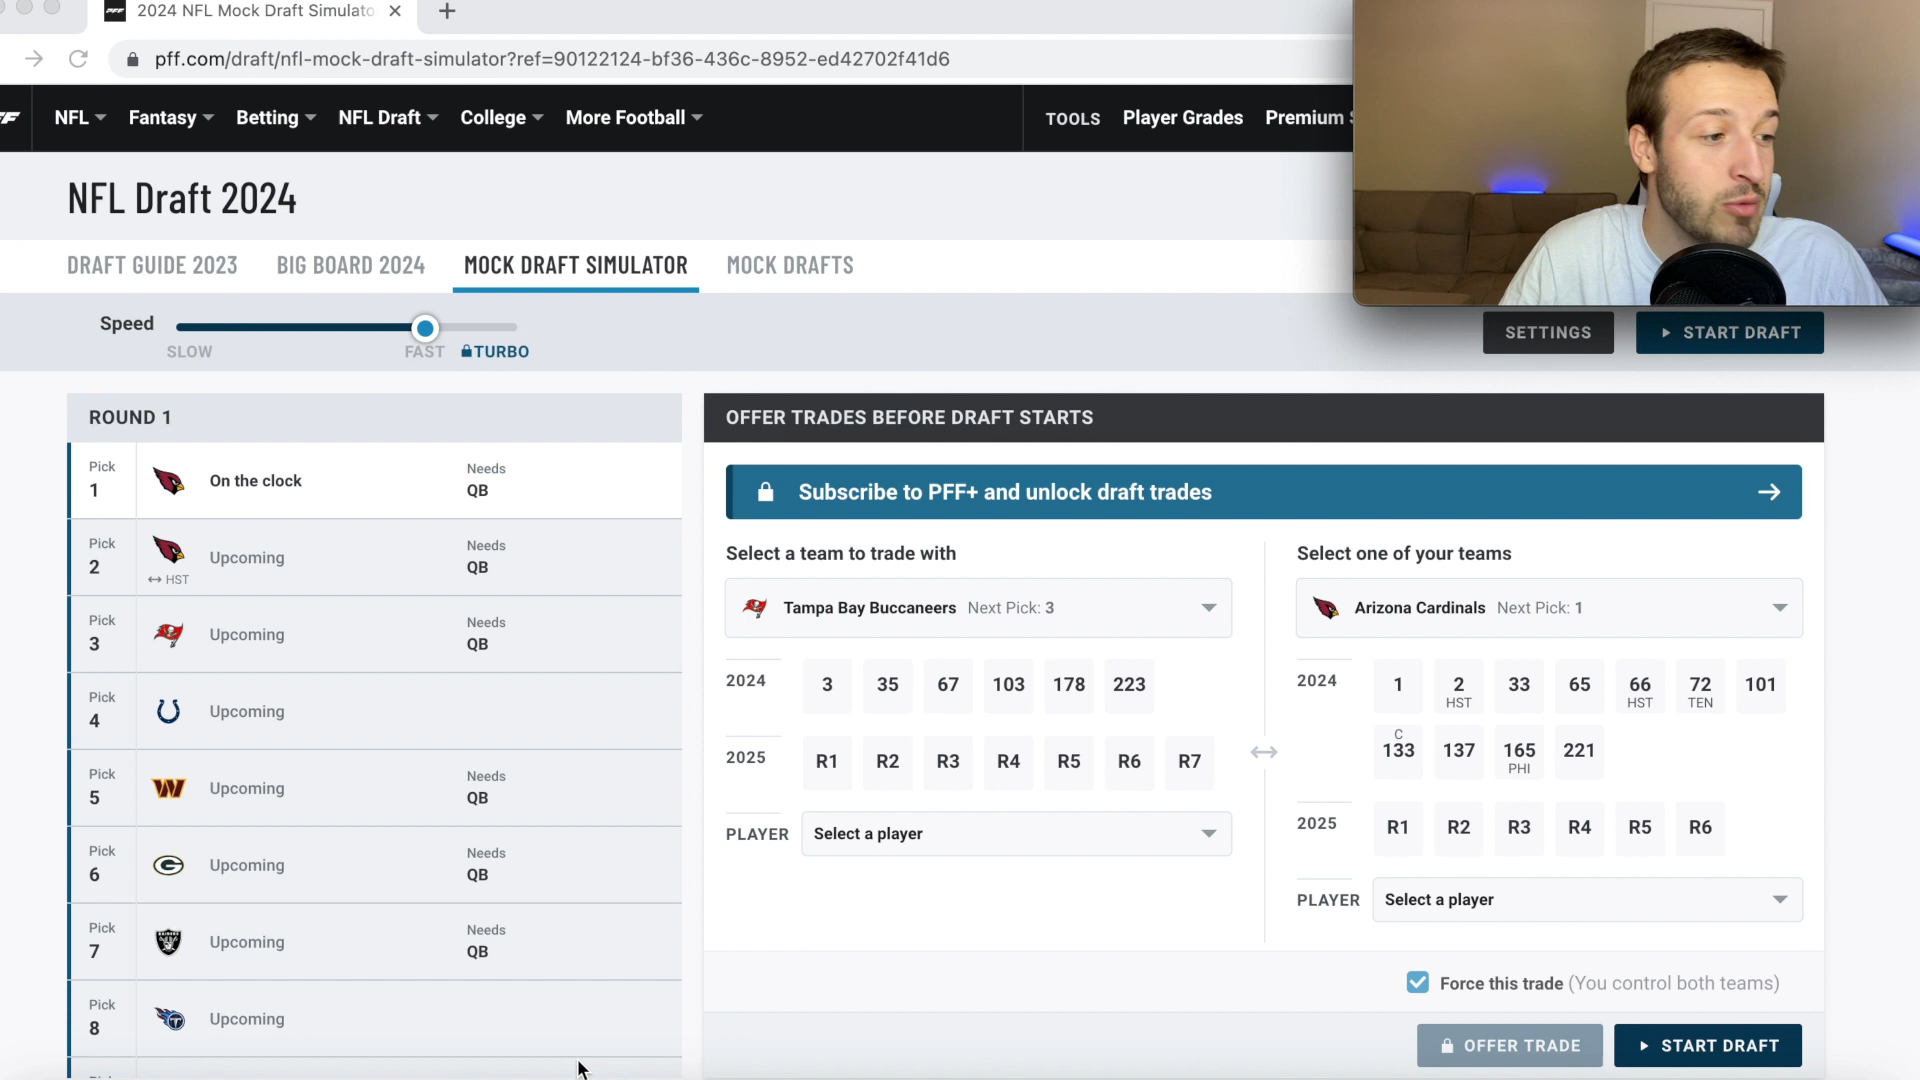 2024 NFL Mock Draft Simulato
pff.com/draft/nfl-mock-draft-simulator?ref=90122124-bf36-436c-8952-ed42702f41d6
NFL Fantasy Betting NFL Draft College More Football TOOLS Player Grades Premium
NFL Draft 2024
DRAFT GUIDE 2023 BIG BOARD 2024 MOCK DRAFT SIMULATOR MOCK DRAFTS
Speed
SLOW FAST TURBO
SETTINGS START DRAFT
ROUND 1
Pick 1 On the clock Needs QB
Pick 2 HST Upcoming Needs QB
Pick 3 Upcoming Needs QB
Pick 4 Upcoming
Pick 5 Upcoming Needs QB
Pick 6 Upcoming Needs QB
Pick 7 Upcoming Needs QB
Pick 8 Upcoming
OFFER TRADES BEFORE DRAFT STARTS
Subscribe to PFF+ and unlock draft trades
Select a team to trade with
Tampa Bay Buccaneers Next Pick: 3
2024 3 35 67 103 178 223
2025 R1 R2 R3 R4 R5 R6 R7
PLAYER Select a player
Select one of your teams
Arizona Cardinals Next Pick: 1
2024 1 2 HST 33 65 66 HST 72 TEN 101
C 133 137 165 PHI 221
2025 R1 R2 R3 R4 R5 R6
PLAYER Select a player
Force this trade (You control both teams)
OFFER TRADE START DRAFT